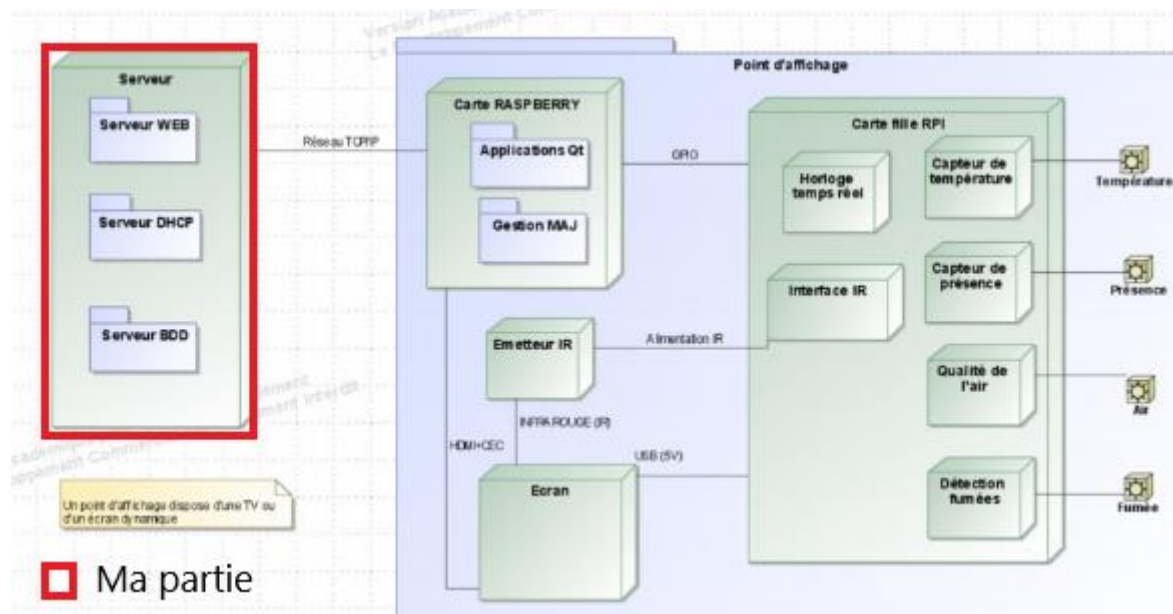 Serveur
Serveur WEB
Serveur DHCP
Serveur BDD
Réseau TCP/IP
Point d'affichage
Carte RASPBERRY
Applications Qt
Gestion MAJ
GPIO
Carte fille RPI
Horloge
temps réel
Capteur de
température
Température
Interface IR
Capteur de
présence
Présence
Emetteur IR
Alimentation IR
Qualité de
l'air
Air
INFRA ROUGE (IR)
HDMI+CEC
USB (5V)
Ecran
Détection
fumées
Fumée
Un point d'affichage dispose d'une TV ou
d'un écran dynamique
Ma partie